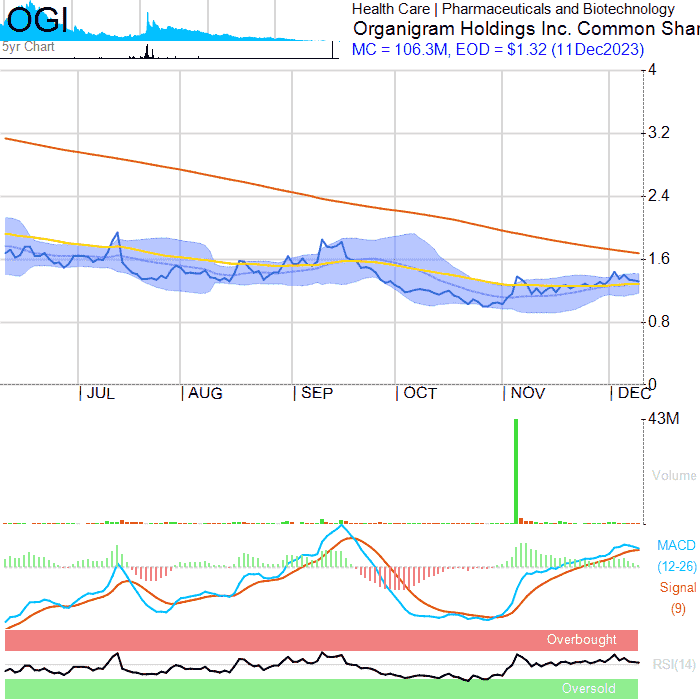 OGI
5yr Chart
Health Care | Pharmaceuticals and Biotechnology
Organigram Holdings Inc. Common Shar
MC = 106.3M, EOD = $1.32 (11Dec2023)
4
3.2
2.4
1.6
0.8
0
JUL AUG SEP OCT NOV DEC
43M
Volume
MACD
(12-26)
Signal
(9)
Overbought
RSI(14)
Oversold